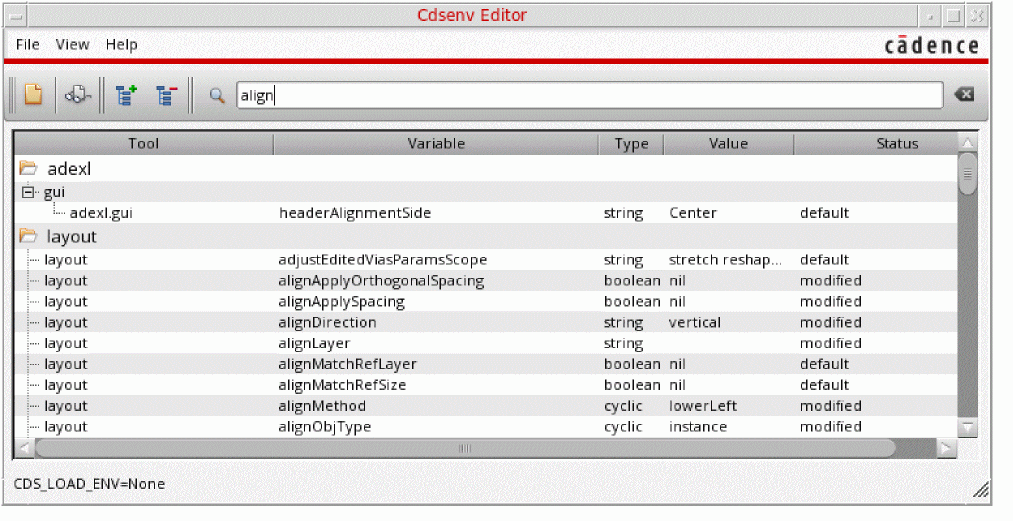 Cdsenv Editor
File View Help
cādence
align
Tool Variable Type Value Status
adexl
gui
adexl.gui headerAlignmentSide string Center default
layout
layout adjustEditedViasParamsScope string stretch reshap... default
layout alignApplyOrthogonalSpacing boolean nil modified
layout alignApplySpacing boolean nil modified
layout alignDirection string vertical modified
layout alignLayer string modified
layout alignMatchRefLayer boolean nil default
layout alignMatchRefSize boolean nil default
layout alignMethod cyclic lowerLeft modified
layout alignObjType cyclic instance modified
CDS_LOAD_ENV=None